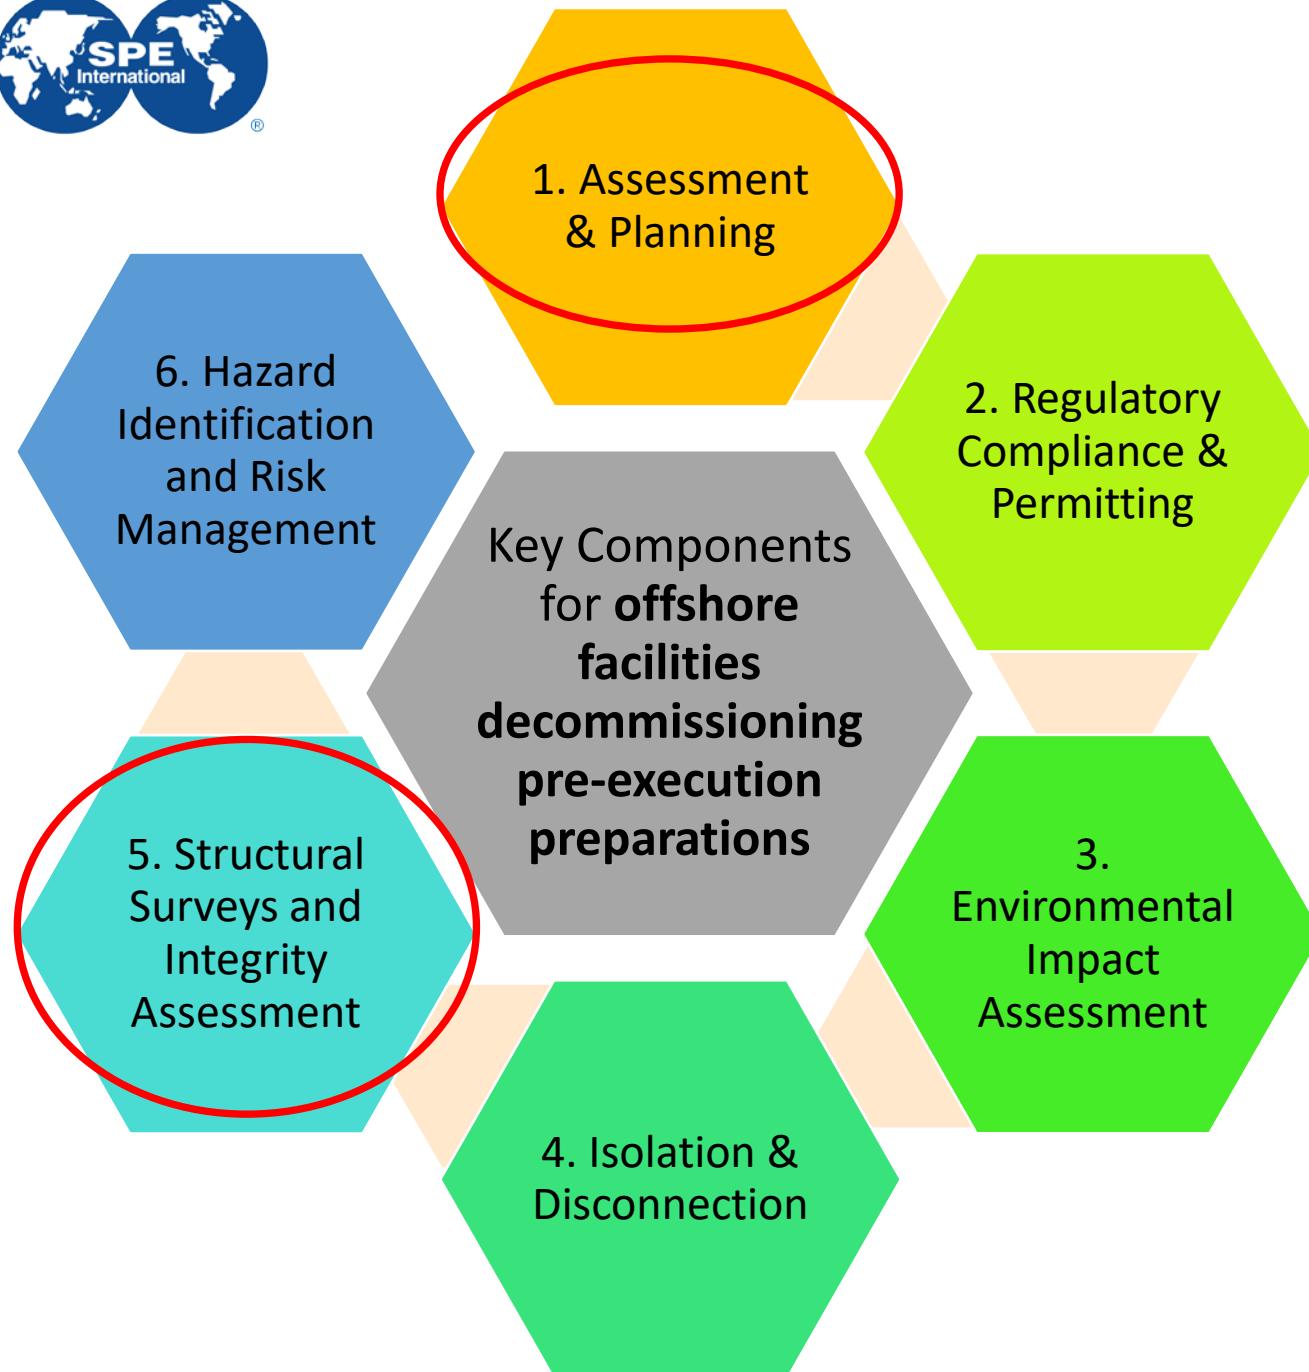 SPE
International
®
1. Assessment
& Planning
2. Regulatory
Compliance &
Permitting
3.
Environmental
Impact
Assessment
4. Isolation &
Disconnection
5. Structural
Surveys and
Integrity
Assessment
6. Hazard
Identification
and Risk
Management
Key Components
for offshore
facilities
decommissioning
pre-execution
preparations